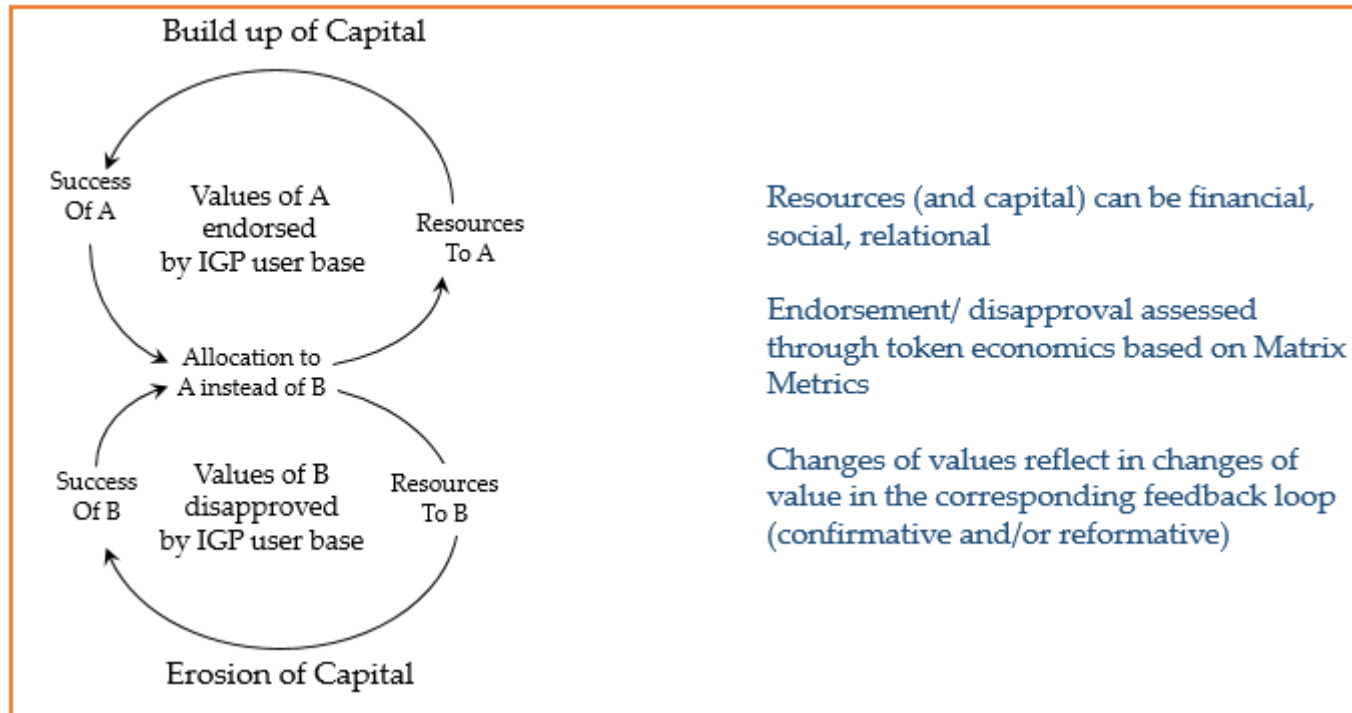 Build up of Capital
Success
Of A
Values of A
endorsed
by IGP user base
Resources
To A
Allocation to
A instead of B
Success
Of B
Values of B
disapproved
by IGP user base
Resources
To B
Erosion of Capital
Resources (and capital) can be financial,
social, relational
Endorsement/ disapproval assessed
through token economics based on Matrix
Metrics
Changes of values reflect in changes of
value in the corresponding feedback loop
(confirmative and/or reformative)